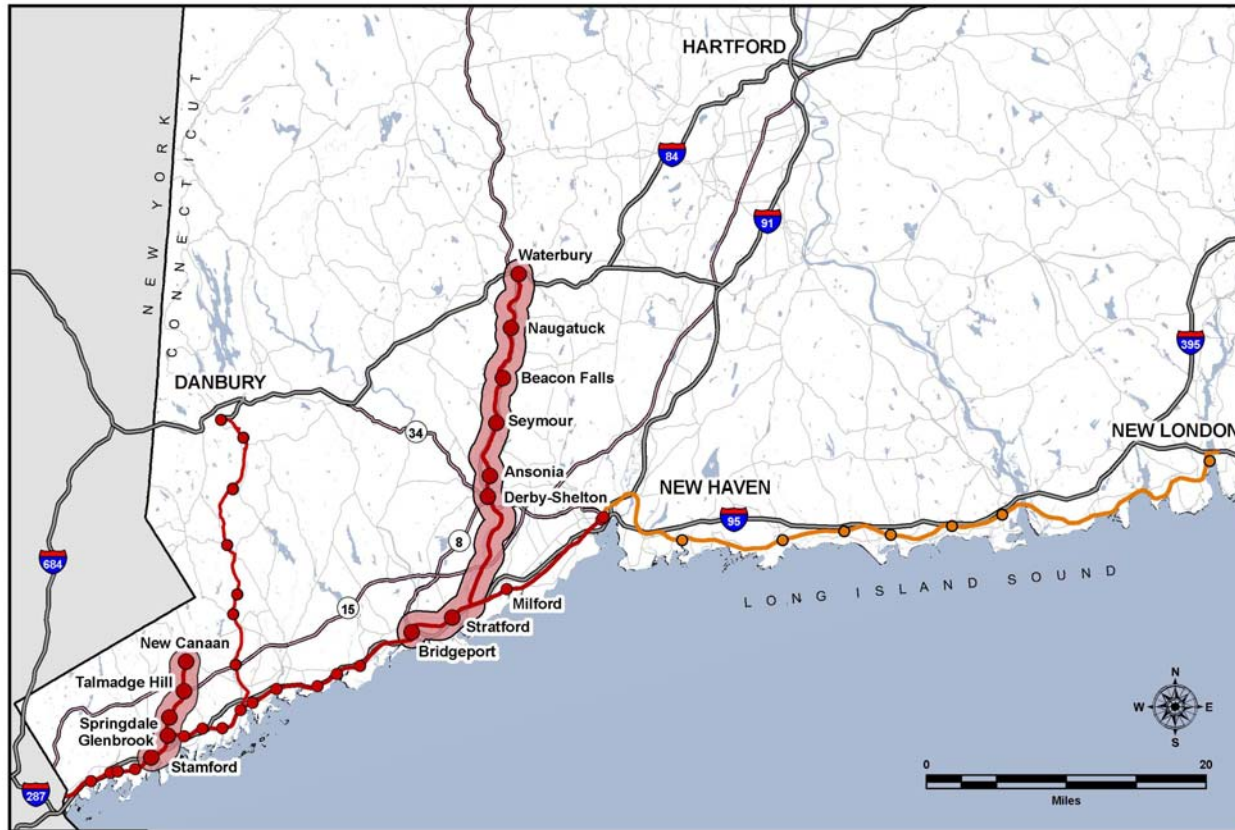 HARTFORD
NEW YORK
CONNECTICUT
84
91
Waterbury
Naugatuck
395
Beacon Falls
DANBURY
Seymour
34
NEW LONDON
Ansonia
NEW HAVEN
Derby-Shelton
95
8
684
LONG ISLAND SOUND
Milford
15
Stratford
New Canaan
Bridgeport
Talmadge Hill
N
W E
S
Springdale
Glenbrook
Stamford
0 20
Miles
287